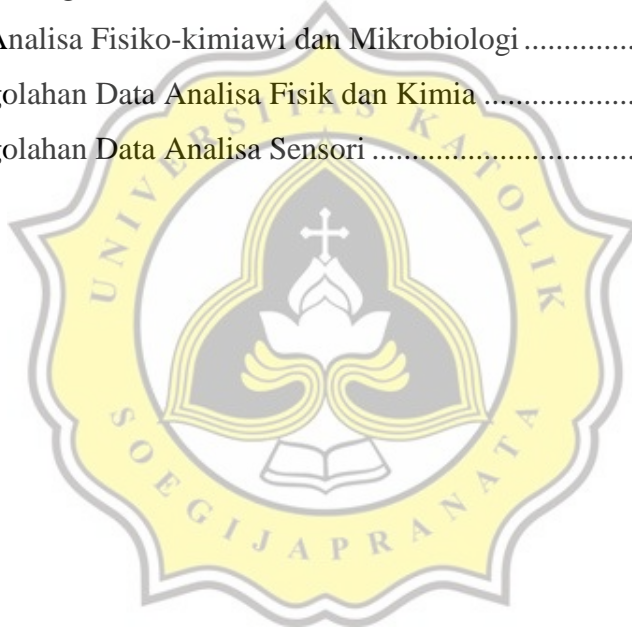 Analisa Fisiko-kimiawi dan Mikrobiologi ................
golahan Data Analisa Fisik dan Kimia ......................
golahan Data Analisa Sensori ...................................
UNIVERSITAS KATOLIK
SOEGIJAPRANATA